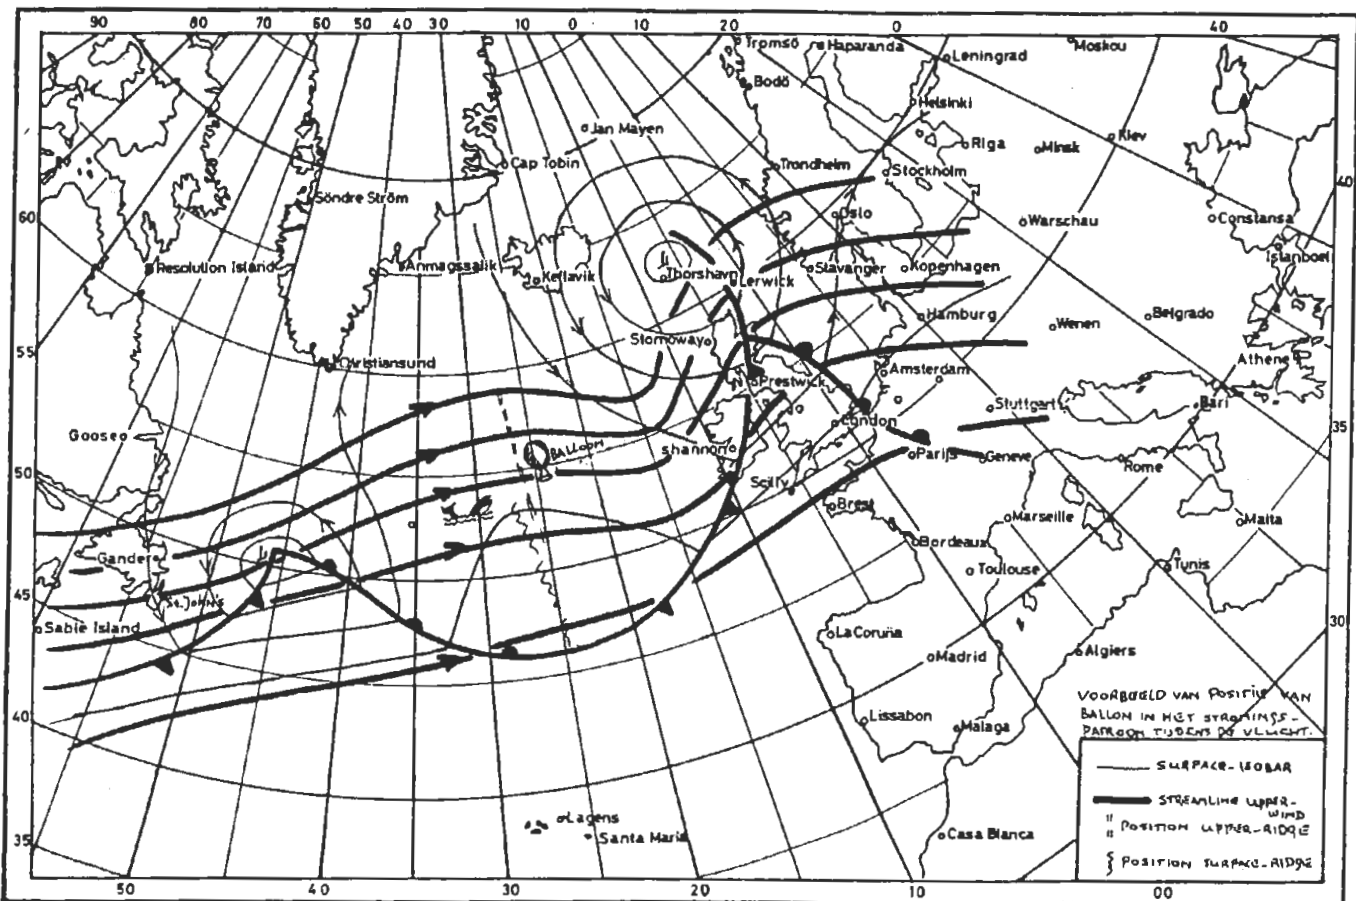 90 80 70 60 50 40 30 10 0 10 20 0 40
Tromsö Haparanda Moskou
Leningrad
Bodö
Helsinki
Jan Mayen
Kiev
Riga Minsk
Cap Tobin Trondheim
Stockholm
40
Söndre Ström
60
Oslo Warschau Constansa
Istanboel
Resolution Island Anmagssalik Keflavik Thorshavn Lerwick Stavanger Kopenhagen
Hamburg Wenen Belgrado
Stornoway
55
Christiansund Athene
Amsterdam
Prestwick
Stuttgart Bari
London
35
Goosee
BALLOON
Shannon Parijs Geneve Rome
50
Scilly
Brest Marseille Malta
Bordeaux
Gander
Toulouse Tunis
45
St. JOHN'S
Sable Island
30
La Coruña
Madrid Algiers
40
VOORBEELD VAN POSITIE VAN
BALLON IN HET STROMINGS-
PATROON TIJDENS DE VLUCHT.
Lissabon Malaga
SURFACE-ISOBAR
STREAMLINE UPPER-
WIND
POSITION UPPER-RIDGE
POSITION SURFACE-RIDGE
Lagens
Santa Maria Casa Blanca
35
50 40 30 20 10 00